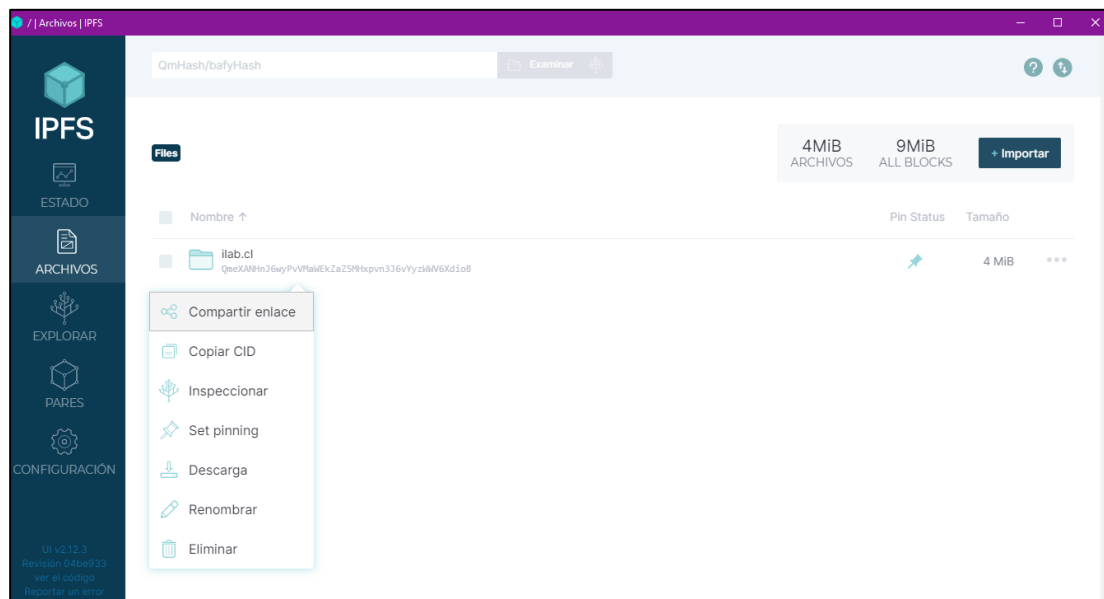 / | Archivos | IPFS
QmHash/bafyHash
Examinar
IPFS
ESTADO
ARCHIVOS
EXPLORAR
PARES
CONFIGURACIÓN
UI v2.12.3
Revisión 04be933
ver el código
Reportar un error
Files
4MiB
ARCHIVOS
9MiB
ALL BLOCKS
+ Importar
Nombre ↑
Pin Status
Tamaño
ilab.cl
QmeXANHnJ6wyPvVMaWEkZaZ5MHxpvn3J6vYyzWWV6XdioB
4 MiB
Compartir enlace
Copiar CID
Inspeccionar
Set pinning
Descarga
Renombrar
Eliminar